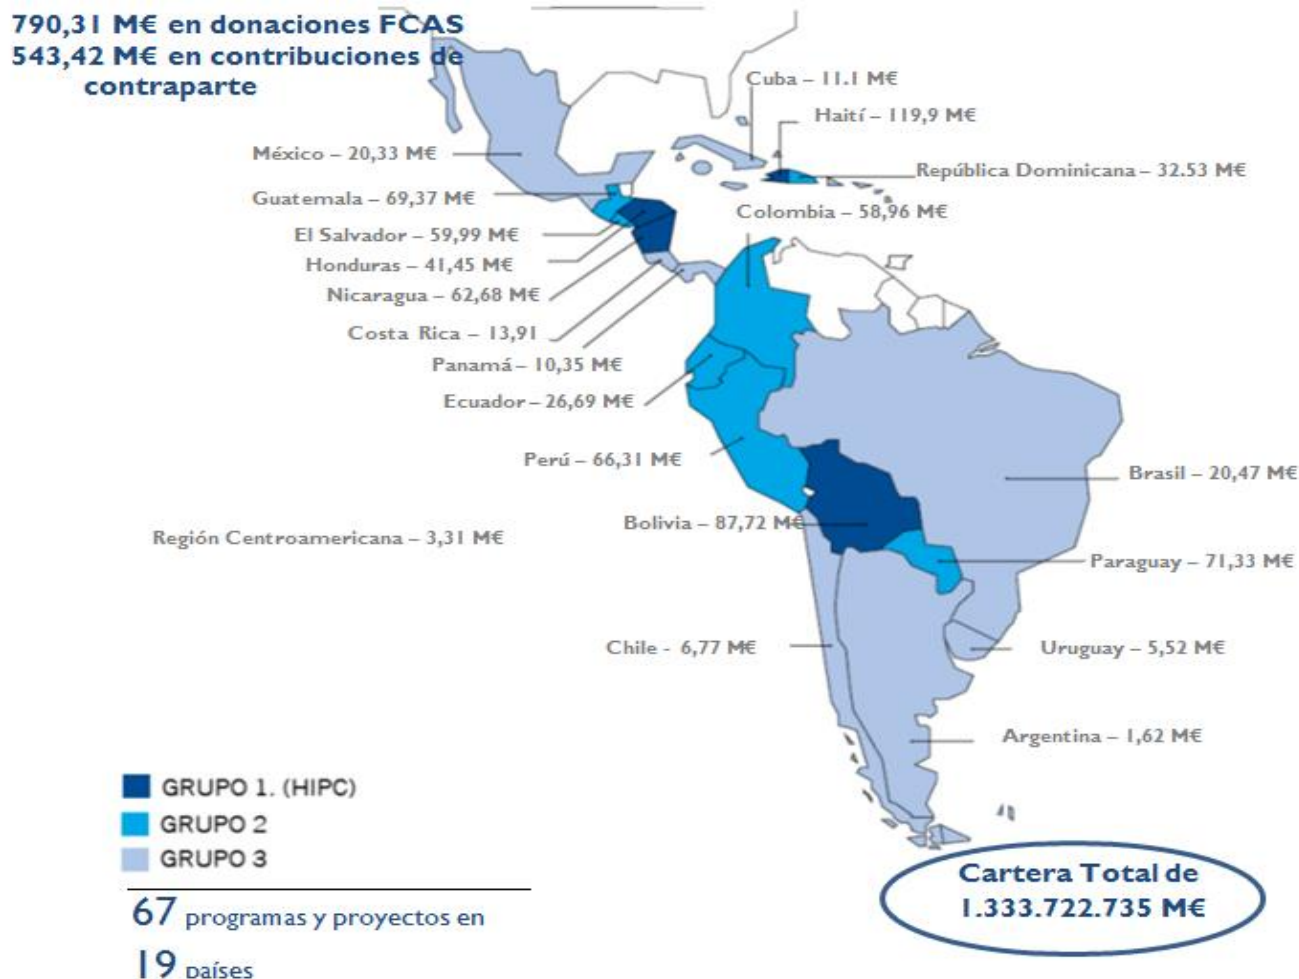 790,31 M€ en donaciones FCAS
543,42 M€ en contribuciones de
contraparte
Cuba – 11.1 M€
Haití – 119,9 M€
México – 20,33 M€
República Dominicana – 32.53 M€
Guatemala – 69,37 M€
Colombia – 58,96 M€
El Salvador – 59,99 M€
Honduras – 41,45 M€
Nicaragua – 62,68 M€
Costa Rica – 13,91
Panamá – 10,35 M€
Ecuador – 26,69 M€
Perú – 66,31 M€
Brasil – 20,47 M€
Bolivia – 87,72 M€
Región Centroamericana – 3,31 M€
Paraguay – 71,33 M€
Chile - 6,77 M€
Uruguay – 5,52 M€
Argentina – 1,62 M€
GRUPO 1. (HIPC)
GRUPO 2
GRUPO 3
67 programas y proyectos en
19 países
Cartera Total de
1.333.722.735 M€